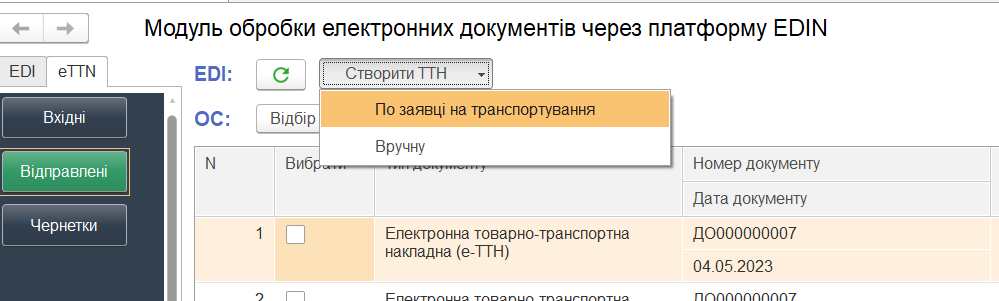 Модуль обробки електронних документів через платформу EDIN
EDI
eТТN
EDI:
Створити ТТН
По заявці на транспортування
Вручну
ОС:
Відбір
Вхідні
Відправлені
Чернетки
N
Вибрати
Тип документу
Номер документу
Дата документу
1
Електронна товарно-транспортна
накладна (е-ТТН)
ДО000000007
04.05.2023
2
Електронна товарно-транспортна
ДО000000007